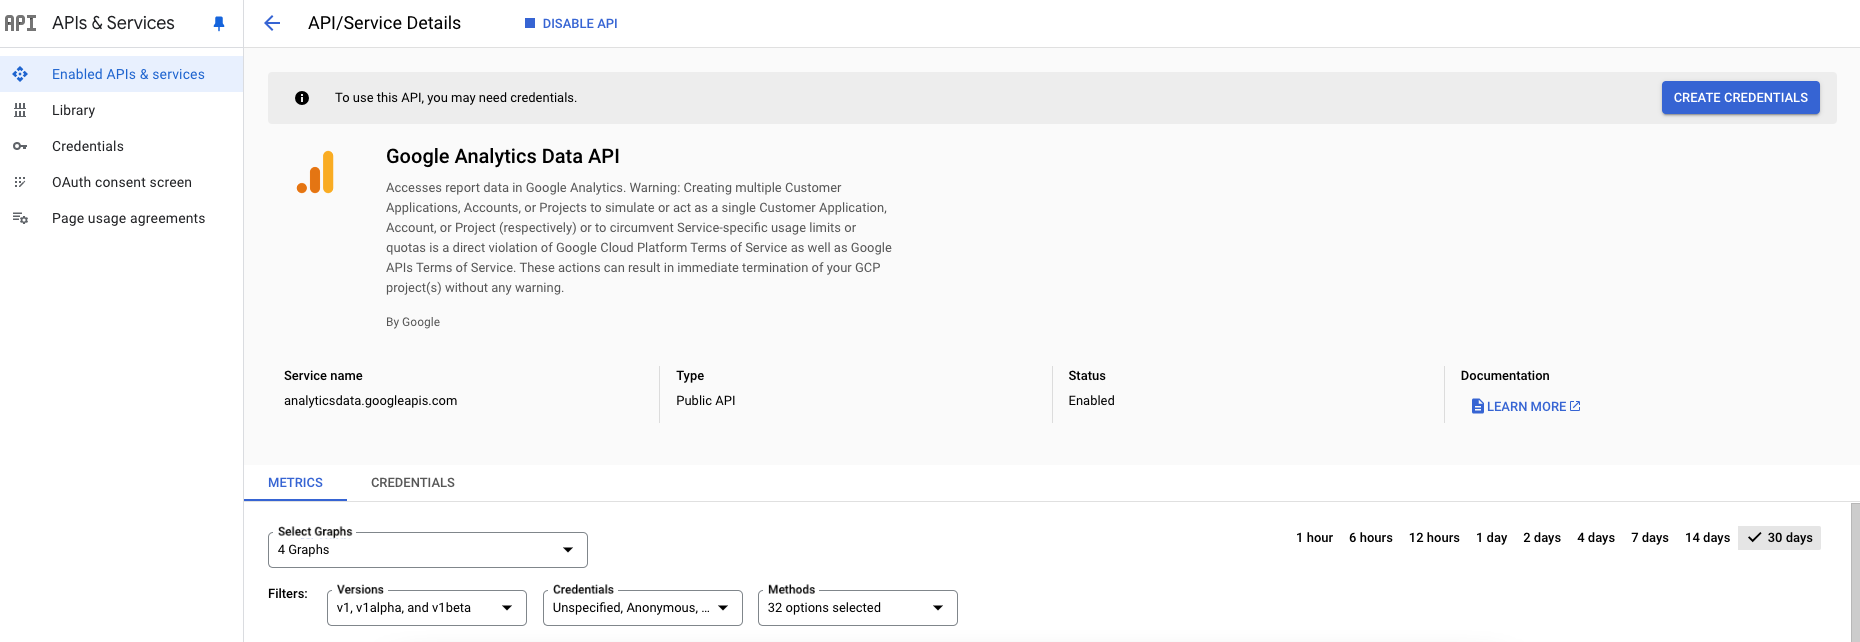 API APIs & Services
API/Service Details
DISABLE API
Enabled APIs & services
Library
Credentials
OAuth consent screen
Page usage agreements
To use this API, you may need credentials.
CREATE CREDENTIALS
Google Analytics Data API
Accesses report data in Google Analytics. Warning: Creating multiple Customer
Applications, Accounts, or Projects to simulate or act as a single Customer Application,
Account, or Project (respectively) or to circumvent Service-specific usage limits or
quotas is a direct violation of Google Cloud Platform Terms of Service as well as Google
APIs Terms of Service. These actions can result in immediate termination of your GCP
project(s) without any warning.
By Google
Service name
analyticsdata.googleapis.com
Type
Public API
Status
Enabled
Documentation
LEARN MORE
METRICS
CREDENTIALS
Select Graphs
4 Graphs
1 hour 6 hours 12 hours 1 day 2 days 4 days 7 days 14 days 30 days
Filters:
Versions
v1, v1alpha, and v1beta
Credentials
Unspecified, Anonymous, ...
Methods
32 options selected